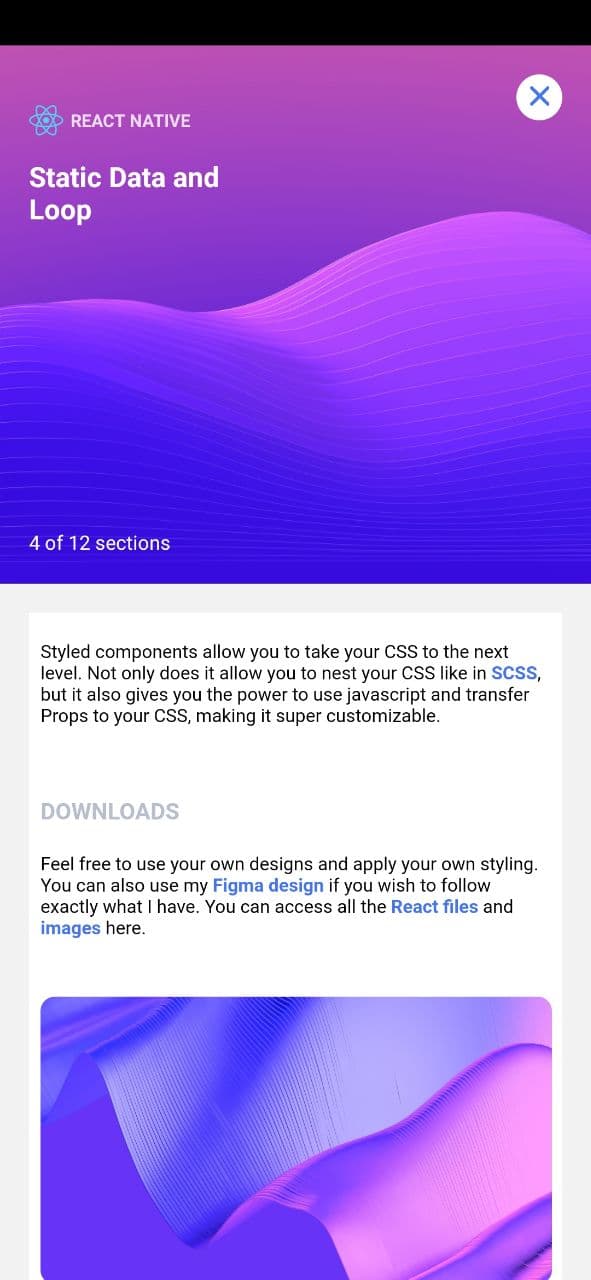 REACT NATIVE
Static Data and
Loop
4 of 12 sections
Styled components allow you to take your CSS to the next
level. Not only does it allow you to nest your CSS like in SCSS,
but it also gives you the power to use javascript and transfer
Props to your CSS, making it super customizable.
DOWNLOADS
Feel free to use your own designs and apply your own styling.
You can also use my Figma design if you wish to follow
exactly what I have. You can access all the React files and
images here.